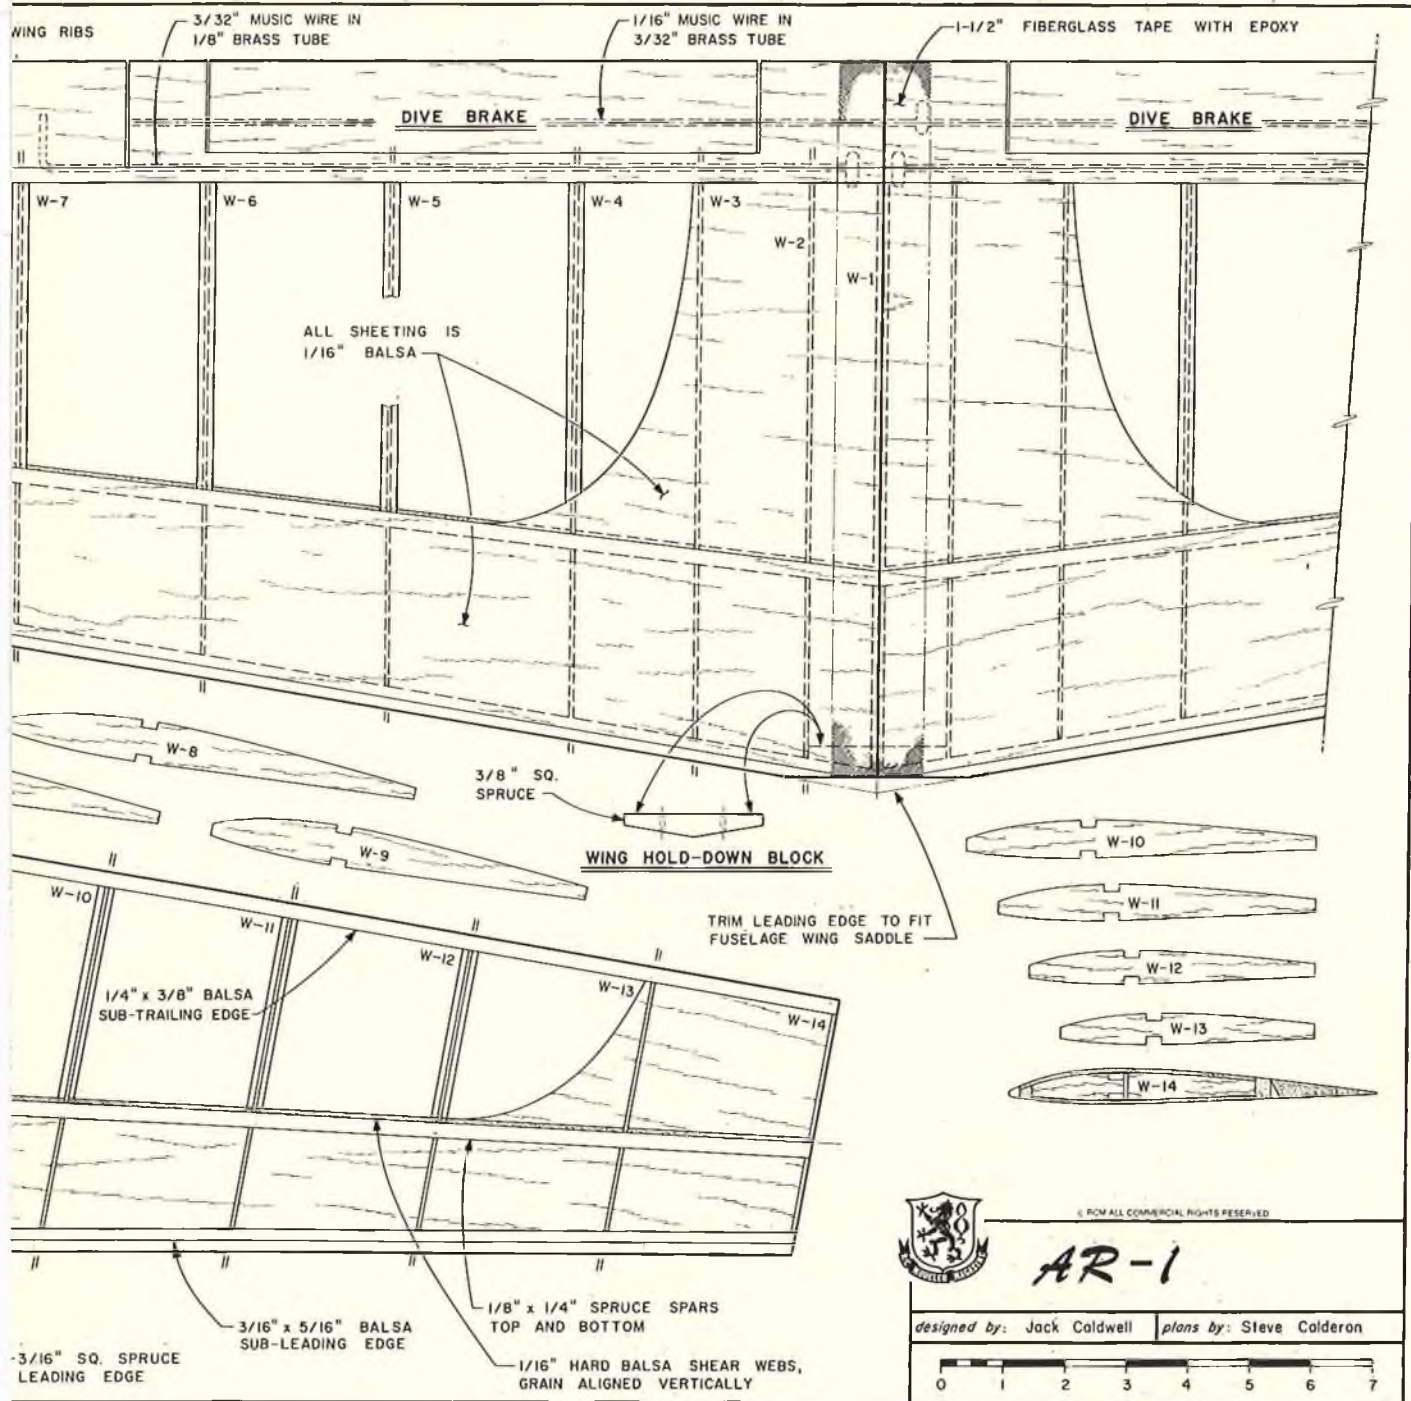 WING RIBS
3/32" MUSIC WIRE IN
1/8" BRASS TUBE
1/16" MUSIC WIRE IN
3/32" BRASS TUBE
1-1/2" FIBERGLASS TAPE WITH EPOXY
DIVE BRAKE
DIVE BRAKE
W-7
W-6
W-5
W-4
W-3
W-2
W-1
ALL SHEETING IS
1/16" BALSA
W-8
3/8" SQ.
SPRUCE
W-9
WING HOLD-DOWN BLOCK
W-10
W-11
W-12
W-13
W-14
TRIM LEADING EDGE TO FIT
FUSELAGE WING SADDLE
W-10
W-11
W-12
W-13
W-14
1/4" x 3/8" BALSA
SUB-TRAILING EDGE
3/16" x 5/16" BALSA
SUB-LEADING EDGE
1/8" x 1/4" SPRUCE SPARS
TOP AND BOTTOM
3/16" SQ. SPRUCE
LEADING EDGE
1/16" HARD BALSA SHEAR WEBS,
GRAIN ALIGNED VERTICALLY
© RCM ALL COMMERCIAL RIGHTS RESERVED
AR-1
designed by: Jack Caldwell
plans by: Steve Calderon
0 1 2 3 4 5 6 7